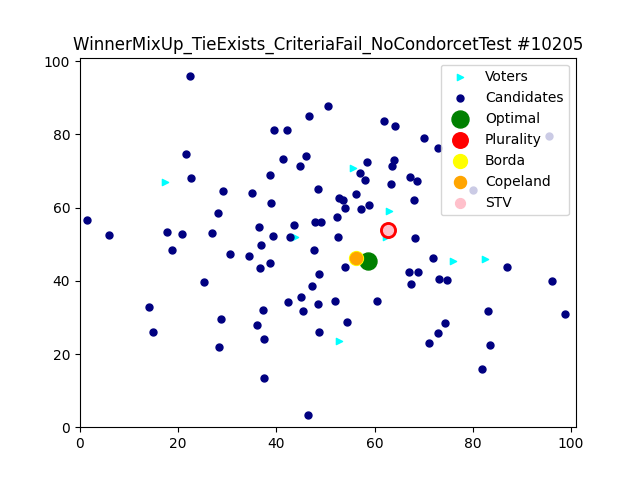 WinnerMixUp_TieExists_CriteriaFail_NoCondorcetTest #10205
100
80
60
40
20
0
0 20 40 60 80 100
Voters
Candidates
Optimal
Plurality
Borda
Copeland
STV